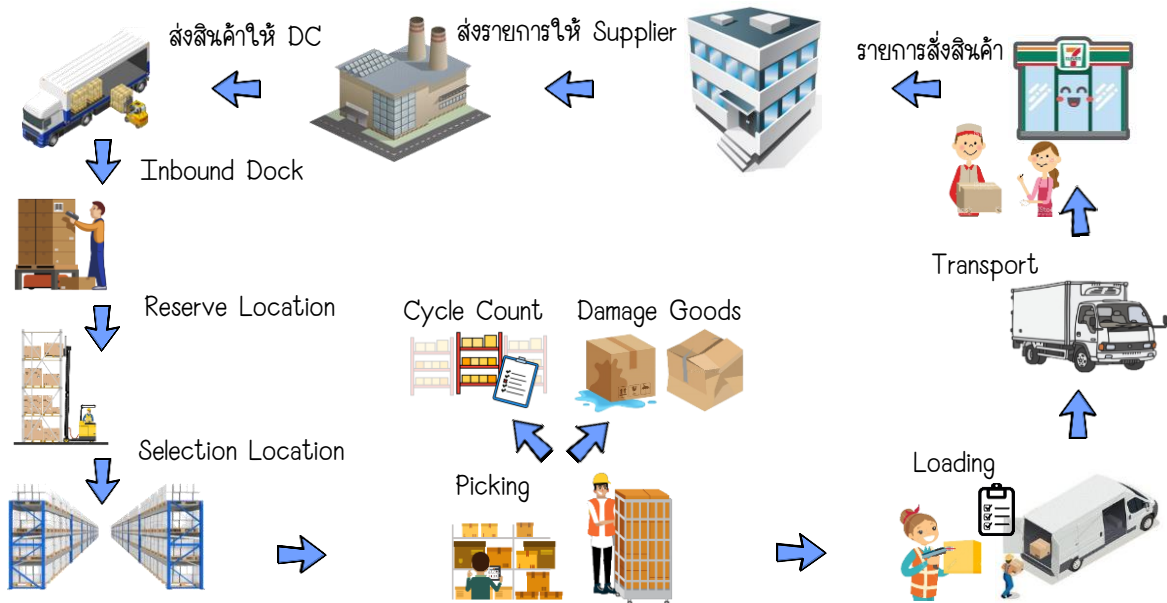 ส่งสินค้าให้ DC
ส่งรายการให้ Supplier
รายการสั่งสินค้า
7
Inbound Dock
Reserve Location
Selection Location
Cycle Count
Damage Goods
Picking
Loading
Transport